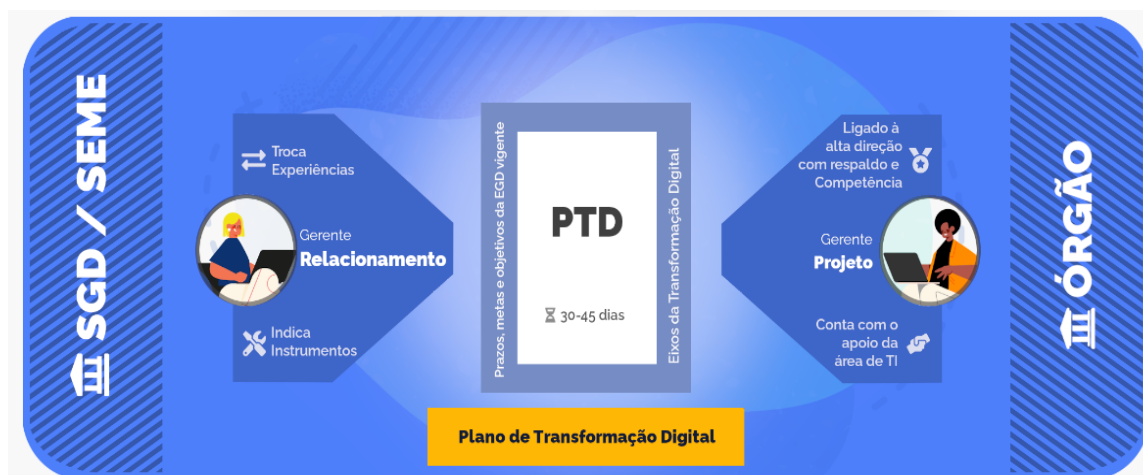 SGD / SEME
Troca
Experiências
Gerente
Relacionamento
Indica
Instrumentos
Prazos, metas e objetivos da EGD vigente
PTD
30-45 dias
Eixos da Transformação Digital
Ligado à
alta direção
com respaldo e
Competência
Gerente
Projeto
Conta com o
apoio da
área de TI
ÓRGÃO
Plano de Transformação Digital